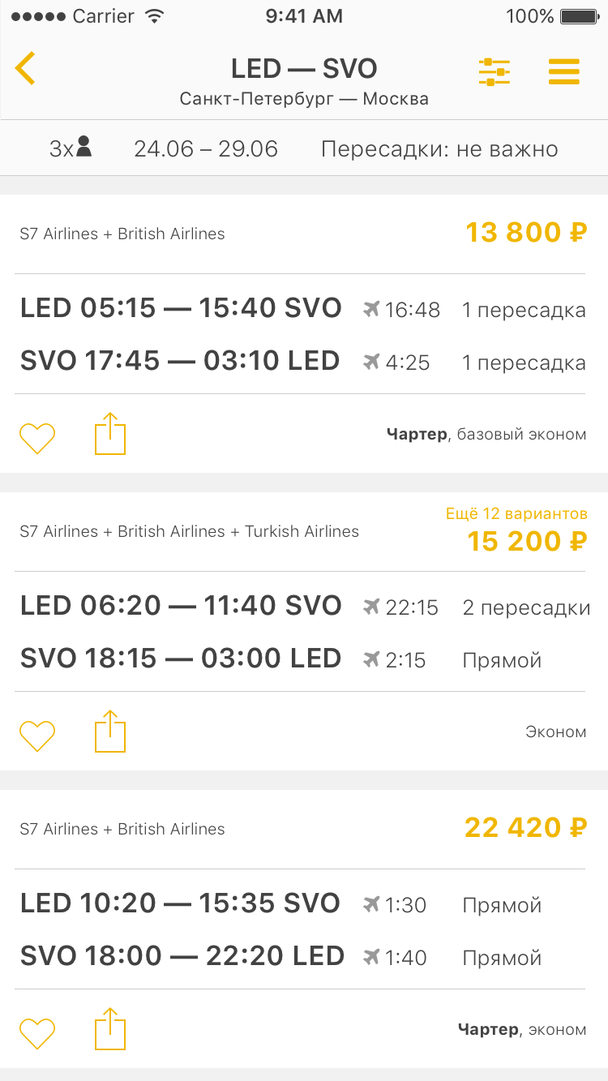 Carrier 9:41 AM 100%
LED — SVO
Санкт-Петербург — Москва
3x 24.06 – 29.06 Пересадки: не важно
S7 Airlines + British Airlines 13 800 ₽
LED 05:15 — 15:40 SVO 16:48 1 пересадка
SVO 17:45 — 03:10 LED 4:25 1 пересадка
Чартер, базовый эконом
Ещё 12 вариантов
S7 Airlines + British Airlines + Turkish Airlines 15 200 ₽
LED 06:20 — 11:40 SVO 22:15 2 пересадки
SVO 18:15 — 03:00 LED 2:15 Прямой
Эконом
S7 Airlines + British Airlines 22 420 ₽
LED 10:20 — 15:35 SVO 1:30 Прямой
SVO 18:00 — 22:20 LED 1:40 Прямой
Чартер, эконом